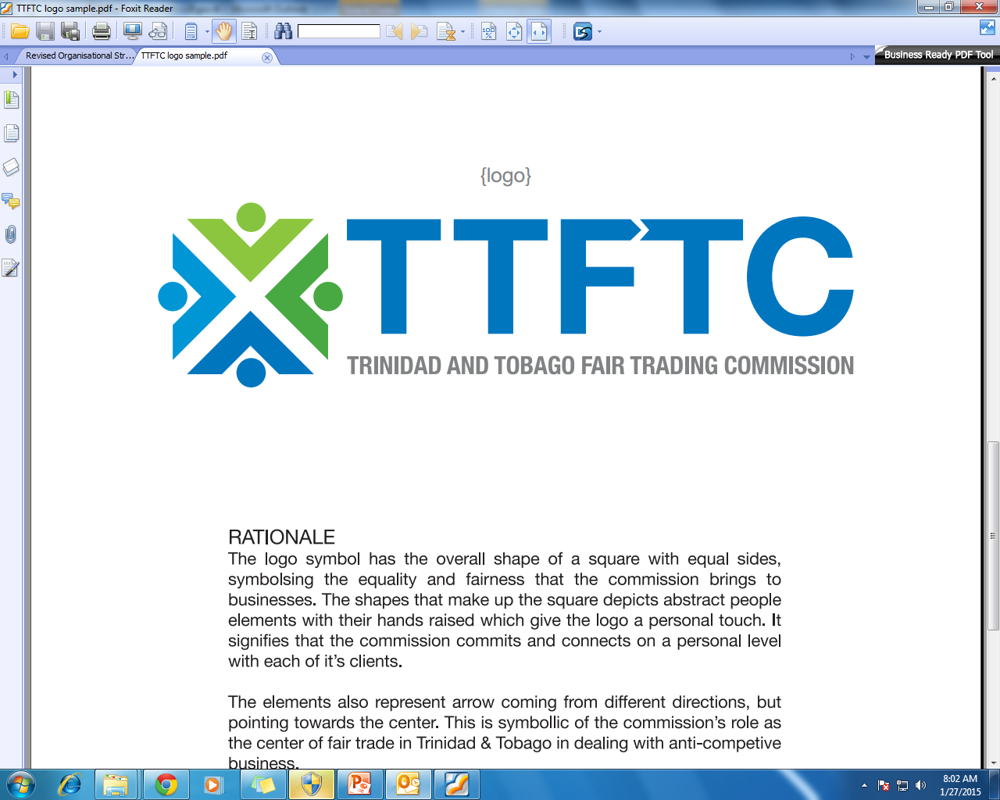 TTFTC logo sample.pdf - Foxit Reader
Revised Organisational Str...
TTFTC logo sample.pdf
Business Ready PDF Tool
{logo}
TTFTC
TRINIDAD AND TOBAGO FAIR TRADING COMMISSION
RATIONALE
The logo symbol has the overall shape of a square with equal sides,
symbolsing the equality and fairness that the commission brings to
businesses. The shapes that make up the square depicts abstract people
elements with their hands raised which give the logo a personal touch. It
signifies that the commission commits and connects on a personal level
with each of it's clients.
The elements also represent arrow coming from different directions, but
pointing towards the center. This is symbollic of the commission's role as
the center of fair trade in Trinidad & Tobago in dealing with anti-competive
business.
8:02 AM
1/27/2015